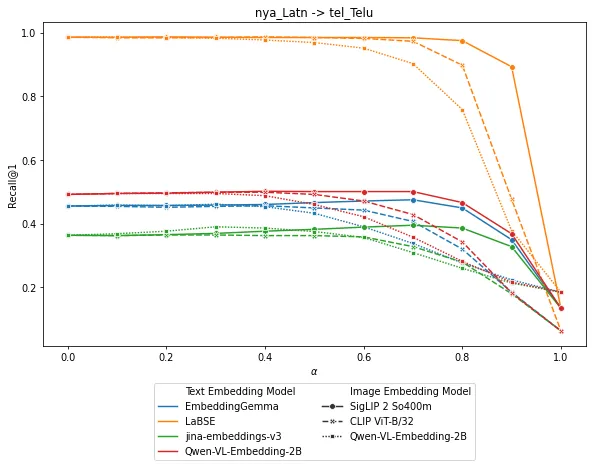 nya_Latn -> tel_Telu
Recall@1
1.0
0.8
0.6
0.4
0.2
0.0 0.2 0.4 0.6 0.8 1.0
α
Text Embedding Model
EmbeddingGemma
LaBSE
jina-embeddings-v3
Qwen-VL-Embedding-2B
Image Embedding Model
SigLIP 2 So400m
CLIP ViT-B/32
Qwen-VL-Embedding-2B